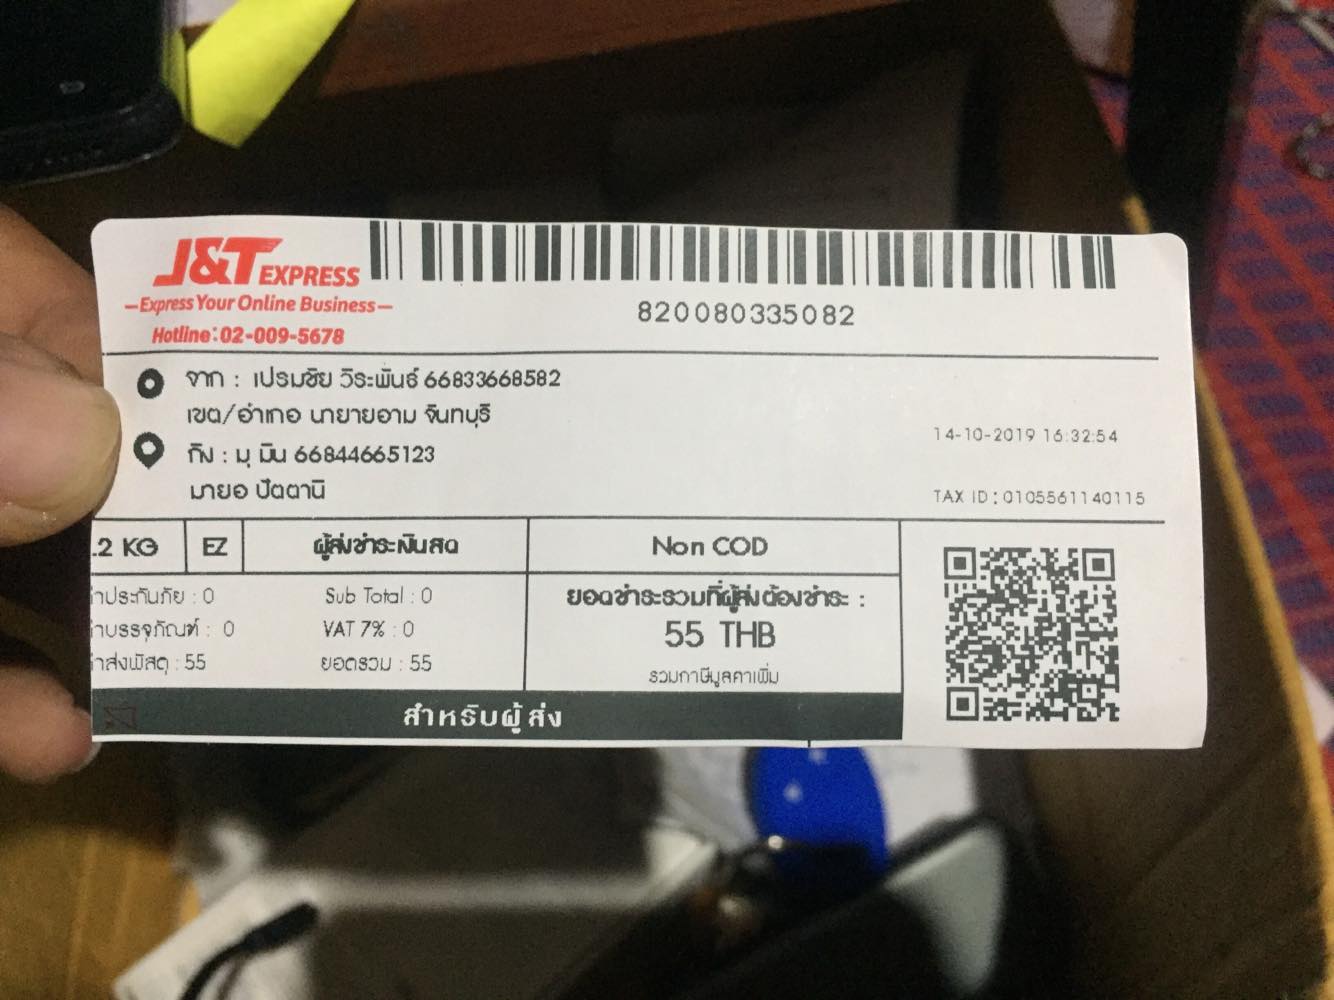 J&T EXPRESS
Express Your Online Business
Hotline:02-009-5678
820080335082
จาก : เปรมชัย วิระพันธ์ 66833668582
เขต/อำเภอ นายายอาม จันทบุรี
ถึง : มุ มิน 66844665123
มายอ ปัตตานี
14-10-2019 16:32:54
TAX ID : 0105561140115
.2 KG EZ ผู้ส่งชำระเงินสด Non COD
าประกันภัย : 0 Sub Total : 0
าบรรจุภัณฑ์ : 0 VAT 7% : 0
าส่งพัสดุ : 55 ยอดรวม : 55
ยอดชำระรวมที่ผู้ส่งต้องชำระ :
55 THB
รวมภาษีมูลค่าเพิ่ม
สำหรับผู้ส่ง